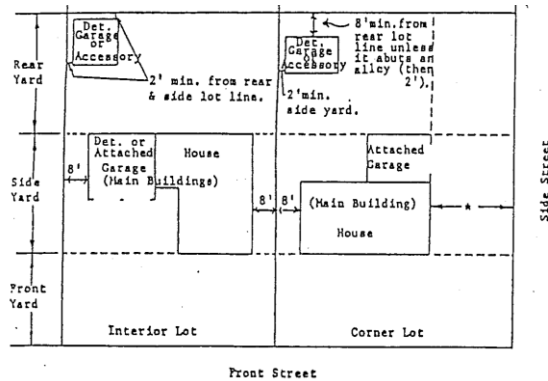 Rear
Yard
Side
Yard
Front
Yard
Det.
Garage
or
Accessory
2' min. from rear
& side lot line.
Det.
Garage
or
Accessory
8'min.from
rear lot
line unless
it abuts an
alley (then
2').
2'min.
side yard.
Det. or
Attached
Garage
(Main Buildings)
House
8'
8'
8'
Attached
Garage
(Main Building)
House
*
Interior Lot
Corner Lot
Side Street
Front Street